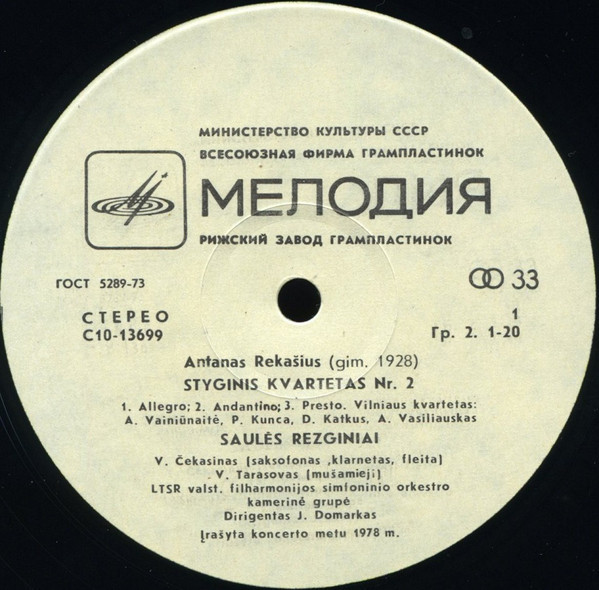 МИНИСТЕРСТВО КУЛЬТУРЫ СССР
ВСЕСОЮЗНАЯ ФИРМА ГРАМПЛАСТИНОК
МЕЛОДИЯ
РИЖСКИЙ ЗАВОД ГРАМПЛАСТИНОК
ГОСТ 5289-73
33
СТЕРЕО
1
С10-13699
Гр. 2. 1-20
Antanas Rekašius (gim. 1928)
STYGINIS KVARTETAS Nr. 2
1. Allegro; 2. Andantino; 3. Presto. Vilniaus kvartetas:
A. Vainiūnaitė, P. Kunca, D. Katkus, A. Vasiliauskas
SAULĖS REZGINIAI
V. Čekasinas (saksofonas ,klarnetas, fleita)
V. Tarasovas (mušamieji)
LTSR valst. filharmonijos simfoninio orkestro
kamerinė grupė
Dirigentas J. Domarkas
Įrašyta koncerto metu 1978 m.